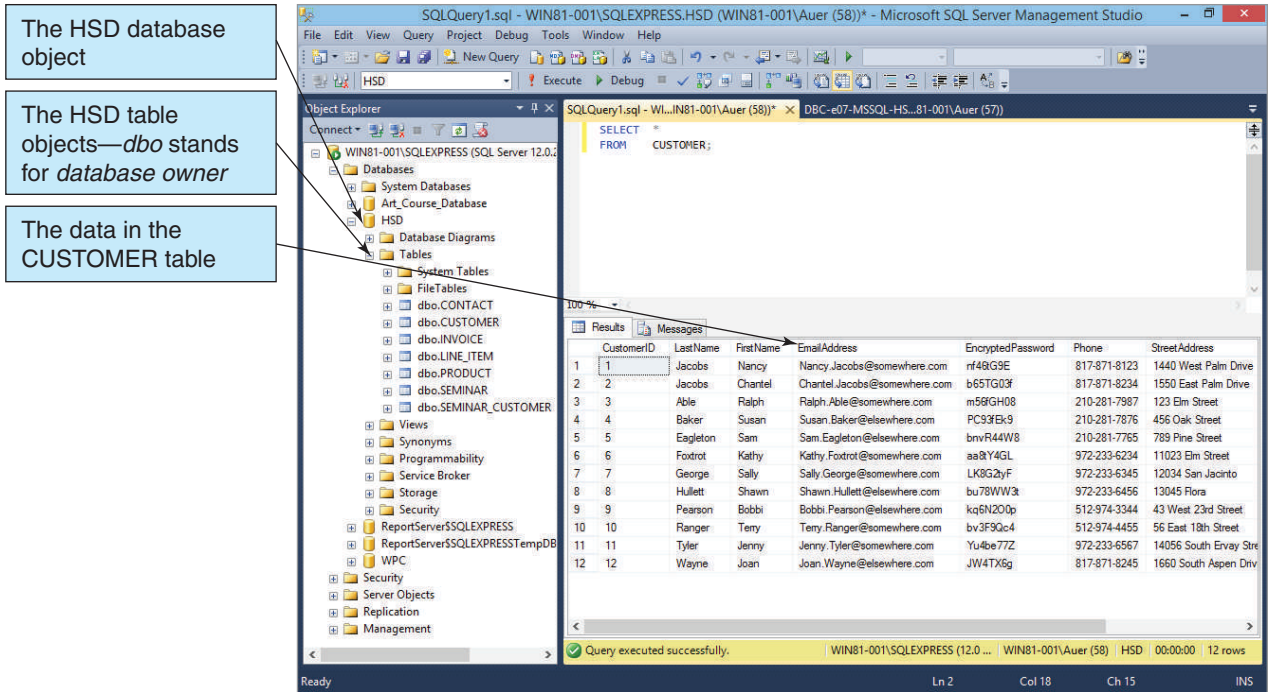 The HSD database
object
The HSD table
objects—dbo stands
for database owner
The data in the
CUSTOMER table
SQLQuery1.sql - WIN81-001\SQLEXPRESS.HSD (WIN81-001\Auer (58))* - Microsoft SQL Server Management Studio
File Edit View Query Project Debug Tools Window Help
New Query
HSD
Execute Debug
Object Explorer
Connect
WIN81-001\SQLEXPRESS (SQL Server 12.0.2
Databases
System Databases
Art_Course_Database
HSD
Database Diagrams
Tables
System Tables
FileTables
dbo.CONTACT
dbo.CUSTOMER
dbo.INVOICE
dbo.LINE_ITEM
dbo.PRODUCT
dbo.SEMINAR
dbo.SEMINAR_CUSTOMER
Views
Synonyms
Programmability
Service Broker
Storage
Security
ReportServer$SQLEXPRESS
ReportServer$SQLEXPRESSTempDB
WPC
Security
Server Objects
Replication
Management
SQLQuery1.sql - WI...IN81-001\Auer (58))* DBC-e07-MSSQL-HS...81-001\Auer (57))
SELECT *
FROM CUSTOMER;
100 %
Results Messages
CustomerID LastName FirstName EmailAddress EncryptedPassword Phone StreetAddress
1 1 Jacobs Nancy Nancy.Jacobs@somewhere.com nf46tG9E 817-871-8123 1440 West Palm Drive
2 2 Jacobs Chantel Chantel.Jacobs@somewhere.com b65TG03f 817-871-8234 1550 East Palm Drive
3 3 Able Ralph Ralph.Able@somewhere.com m56fGH08 210-281-7987 123 Elm Street
4 4 Baker Susan Susan.Baker@elsewhere.com PC93fEk9 210-281-7876 456 Oak Street
5 5 Eagleton Sam Sam.Eagleton@elsewhere.com bnvR44W8 210-281-7765 789 Pine Street
6 6 Foxtrot Kathy Kathy.Foxtrot@somewhere.com aa8tY4GL 972-233-6234 11023 Elm Street
7 7 George Sally Sally.George@somewhere.com LK8G2tyF 972-233-6345 12034 San Jacinto
8 8 Hullett Shawn Shawn.Hullett@elsewhere.com bu78WW3t 972-233-6456 13045 Flora
9 9 Pearson Bobbi Bobbi.Pearson@elsewhere.com kq6N2O0p 512-974-3344 43 West 23rd Street
10 10 Ranger Terry Terry.Ranger@somewhere.com bv3F9Qc4 512-974-4455 56 East 18th Street
11 11 Tyler Jenny Jenny.Tyler@somewhere.com Yu4be77Z 972-233-6567 14056 South Ervay Stre
12 12 Wayne Joan Joan.Wayne@elsewhere.com JW4TX6g 817-871-8245 1660 South Aspen Driv
Query executed successfully. WIN81-001\SQLEXPRESS (12.0 ... WIN81-001\Auer (58) HSD 00:00:00 12 rows
Ready Ln 2 Col 18 Ch 15 INS